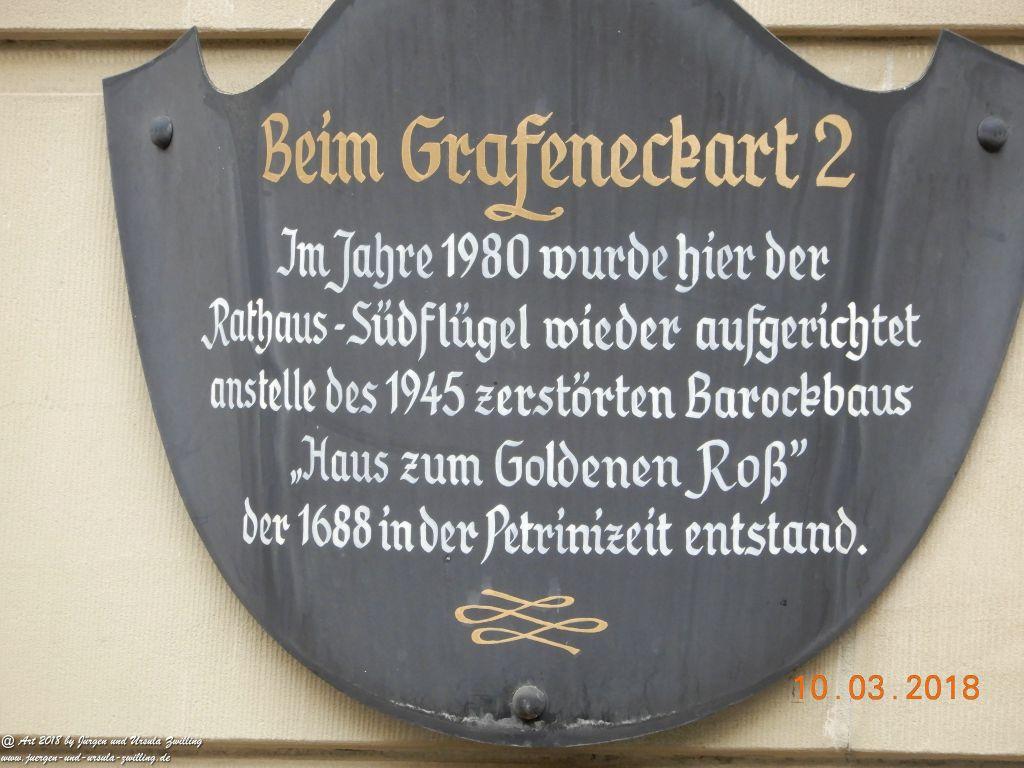 Beim Grafeneckart 2
Im Jahre 1980 wurde hier der
Rathaus-Südflügel wieder aufgerichtet
anstelle des 1945 zerstörten Barockbaus
„Haus zum Goldenen Roß”
der 1688 in der Petrinizeit entstand.
10.03.2018
@ Art 2018 by Jurgen und Ursula Zwilling
www.juergen-und-ursula-zwilling.de